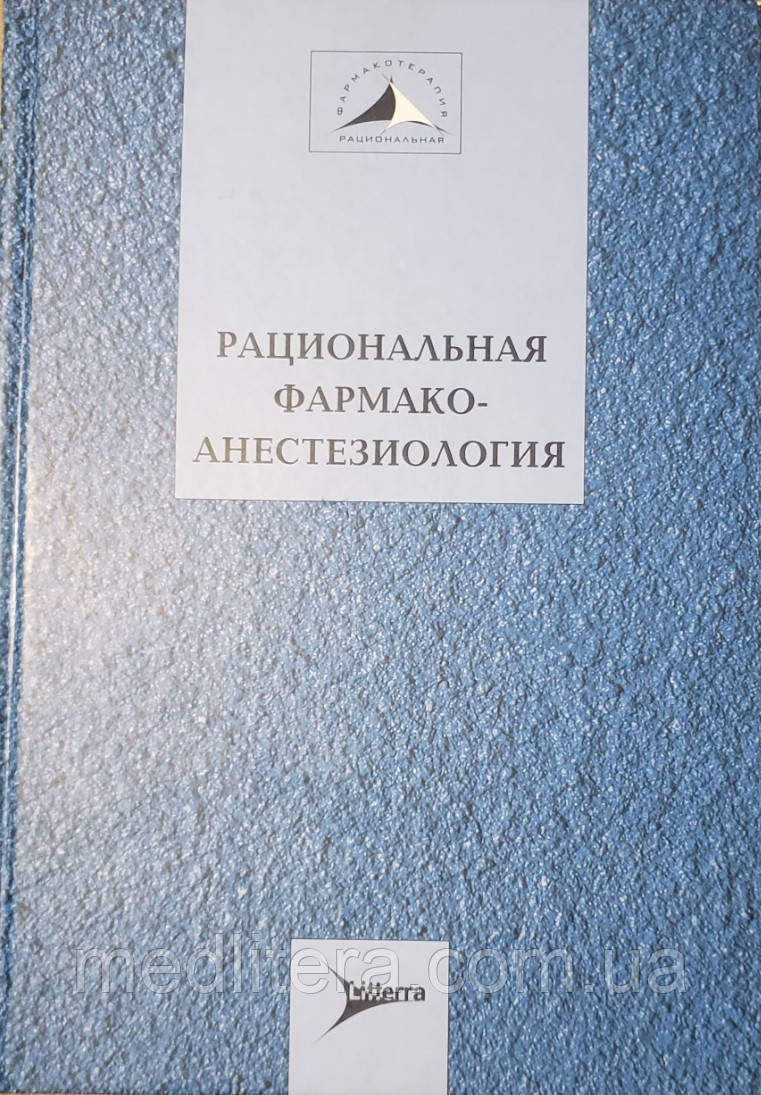 ФАРМАКОТЕРАПИЯ
РАЦИОНАЛЬНАЯ
РАЦИОНАЛЬНАЯ
ФАРМАКО-
АНЕСТЕЗИОЛОГИЯ
medlitera.com.ua
Litterra